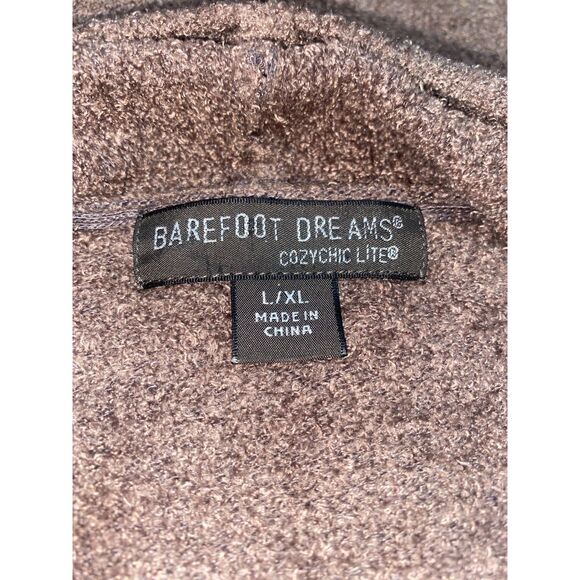 BAREFOOT DREAMS®
COZYCHIC LITE®
L/XL
MADE IN
CHINA